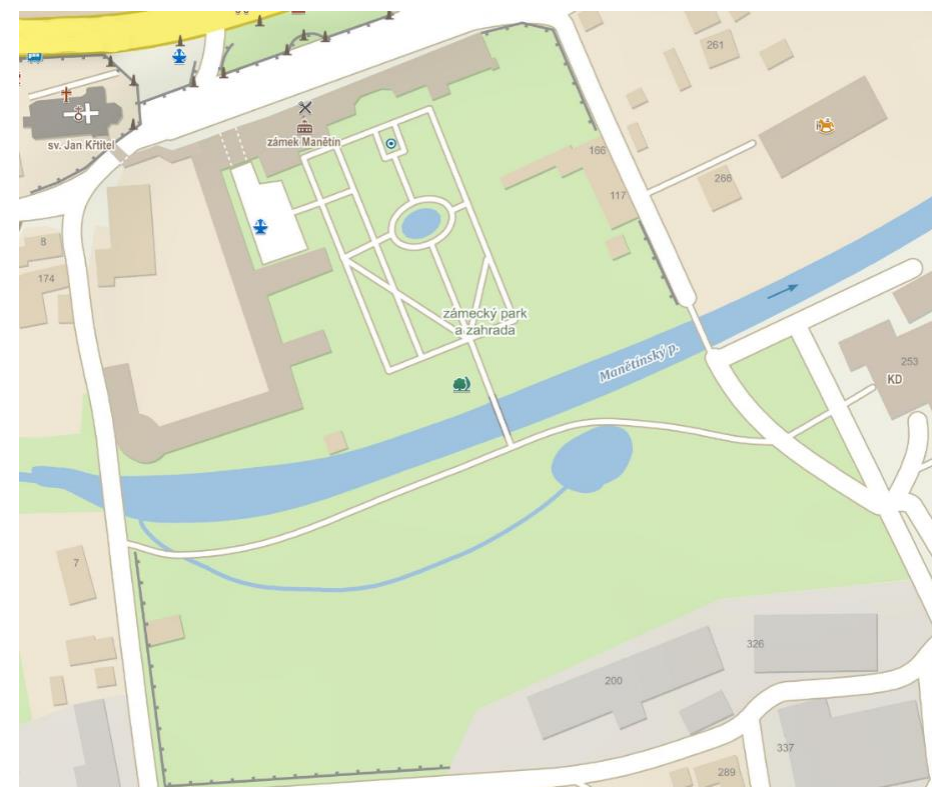 261
sv. Jan Křtitel
zámek Manětín
166
266
117
8
174
zámecký park
a zahrada
Manětínský p.
253
KD
7
326
200
337
289